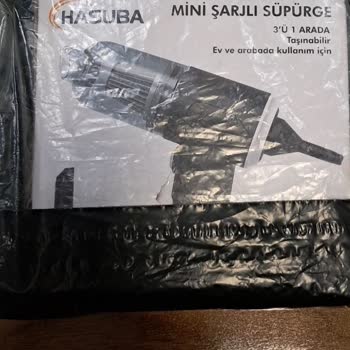 HASUBA
MİNİ ŞARJLI SÜPÜRGE
3'Ü 1 ARADA
Taşınabilir
Ev ve arabada kullanım için